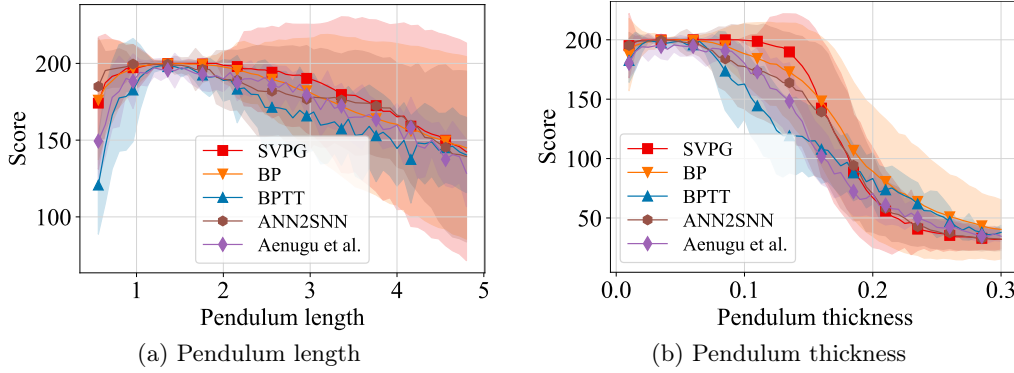 Score
200
150
100
1
2
3
4
5
SVPG
BP
BPTT
ANN2SNN
Aenugu et al.
Pendulum length
(a) Pendulum length
Score
200
150
100
50
0.0
0.1
0.2
0.3
SVPG
BP
BPTT
ANN2SNN
Aenugu et al.
Pendulum thickness
(b) Pendulum thickness